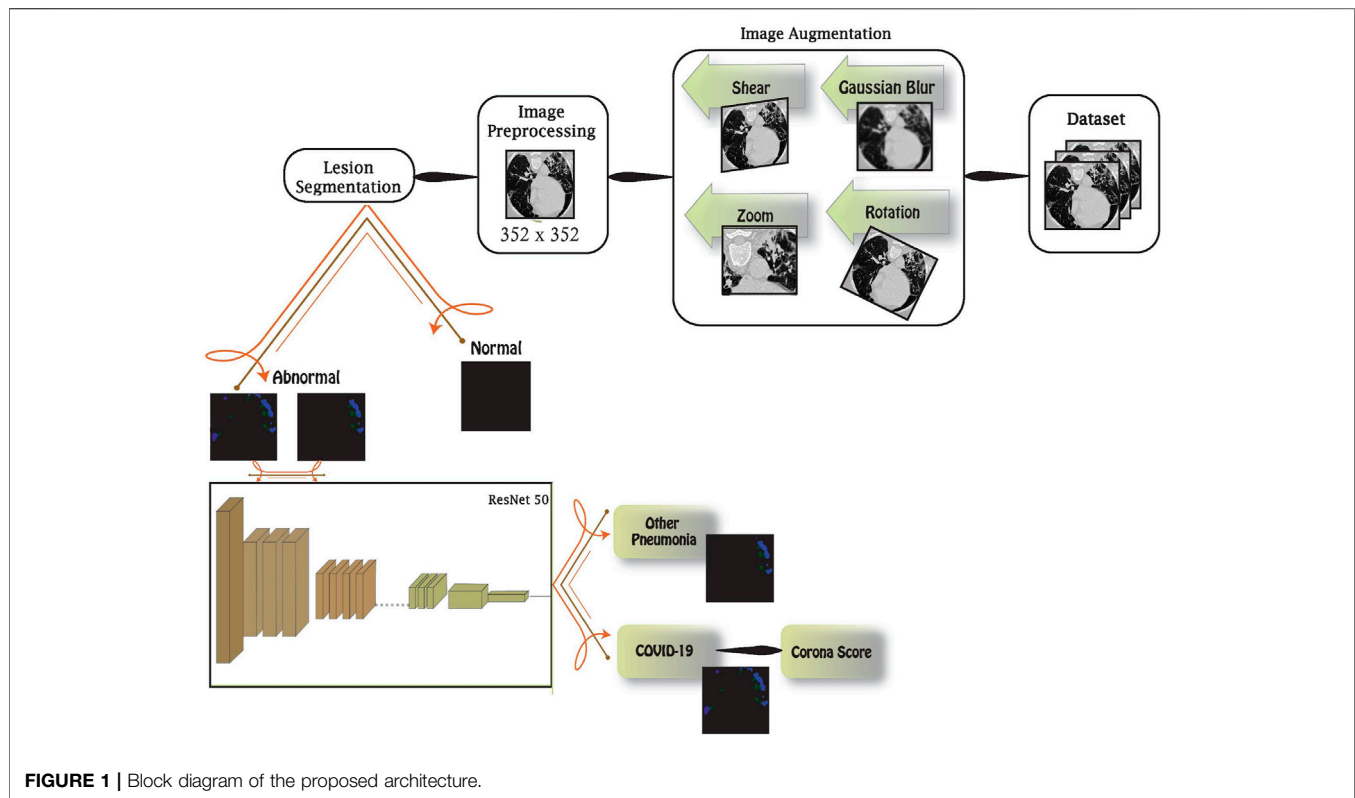 Image Augmentation
Shear
Gaussian Blur
Zoom
Rotation
Dataset
Image
Preprocessing
352 x 352
Lesion
Segmentation
Normal
Abnormal
ResNet 50
Other
Pneumonia
COVID-19
Corona Score
FIGURE 1 | Block diagram of the proposed architecture.